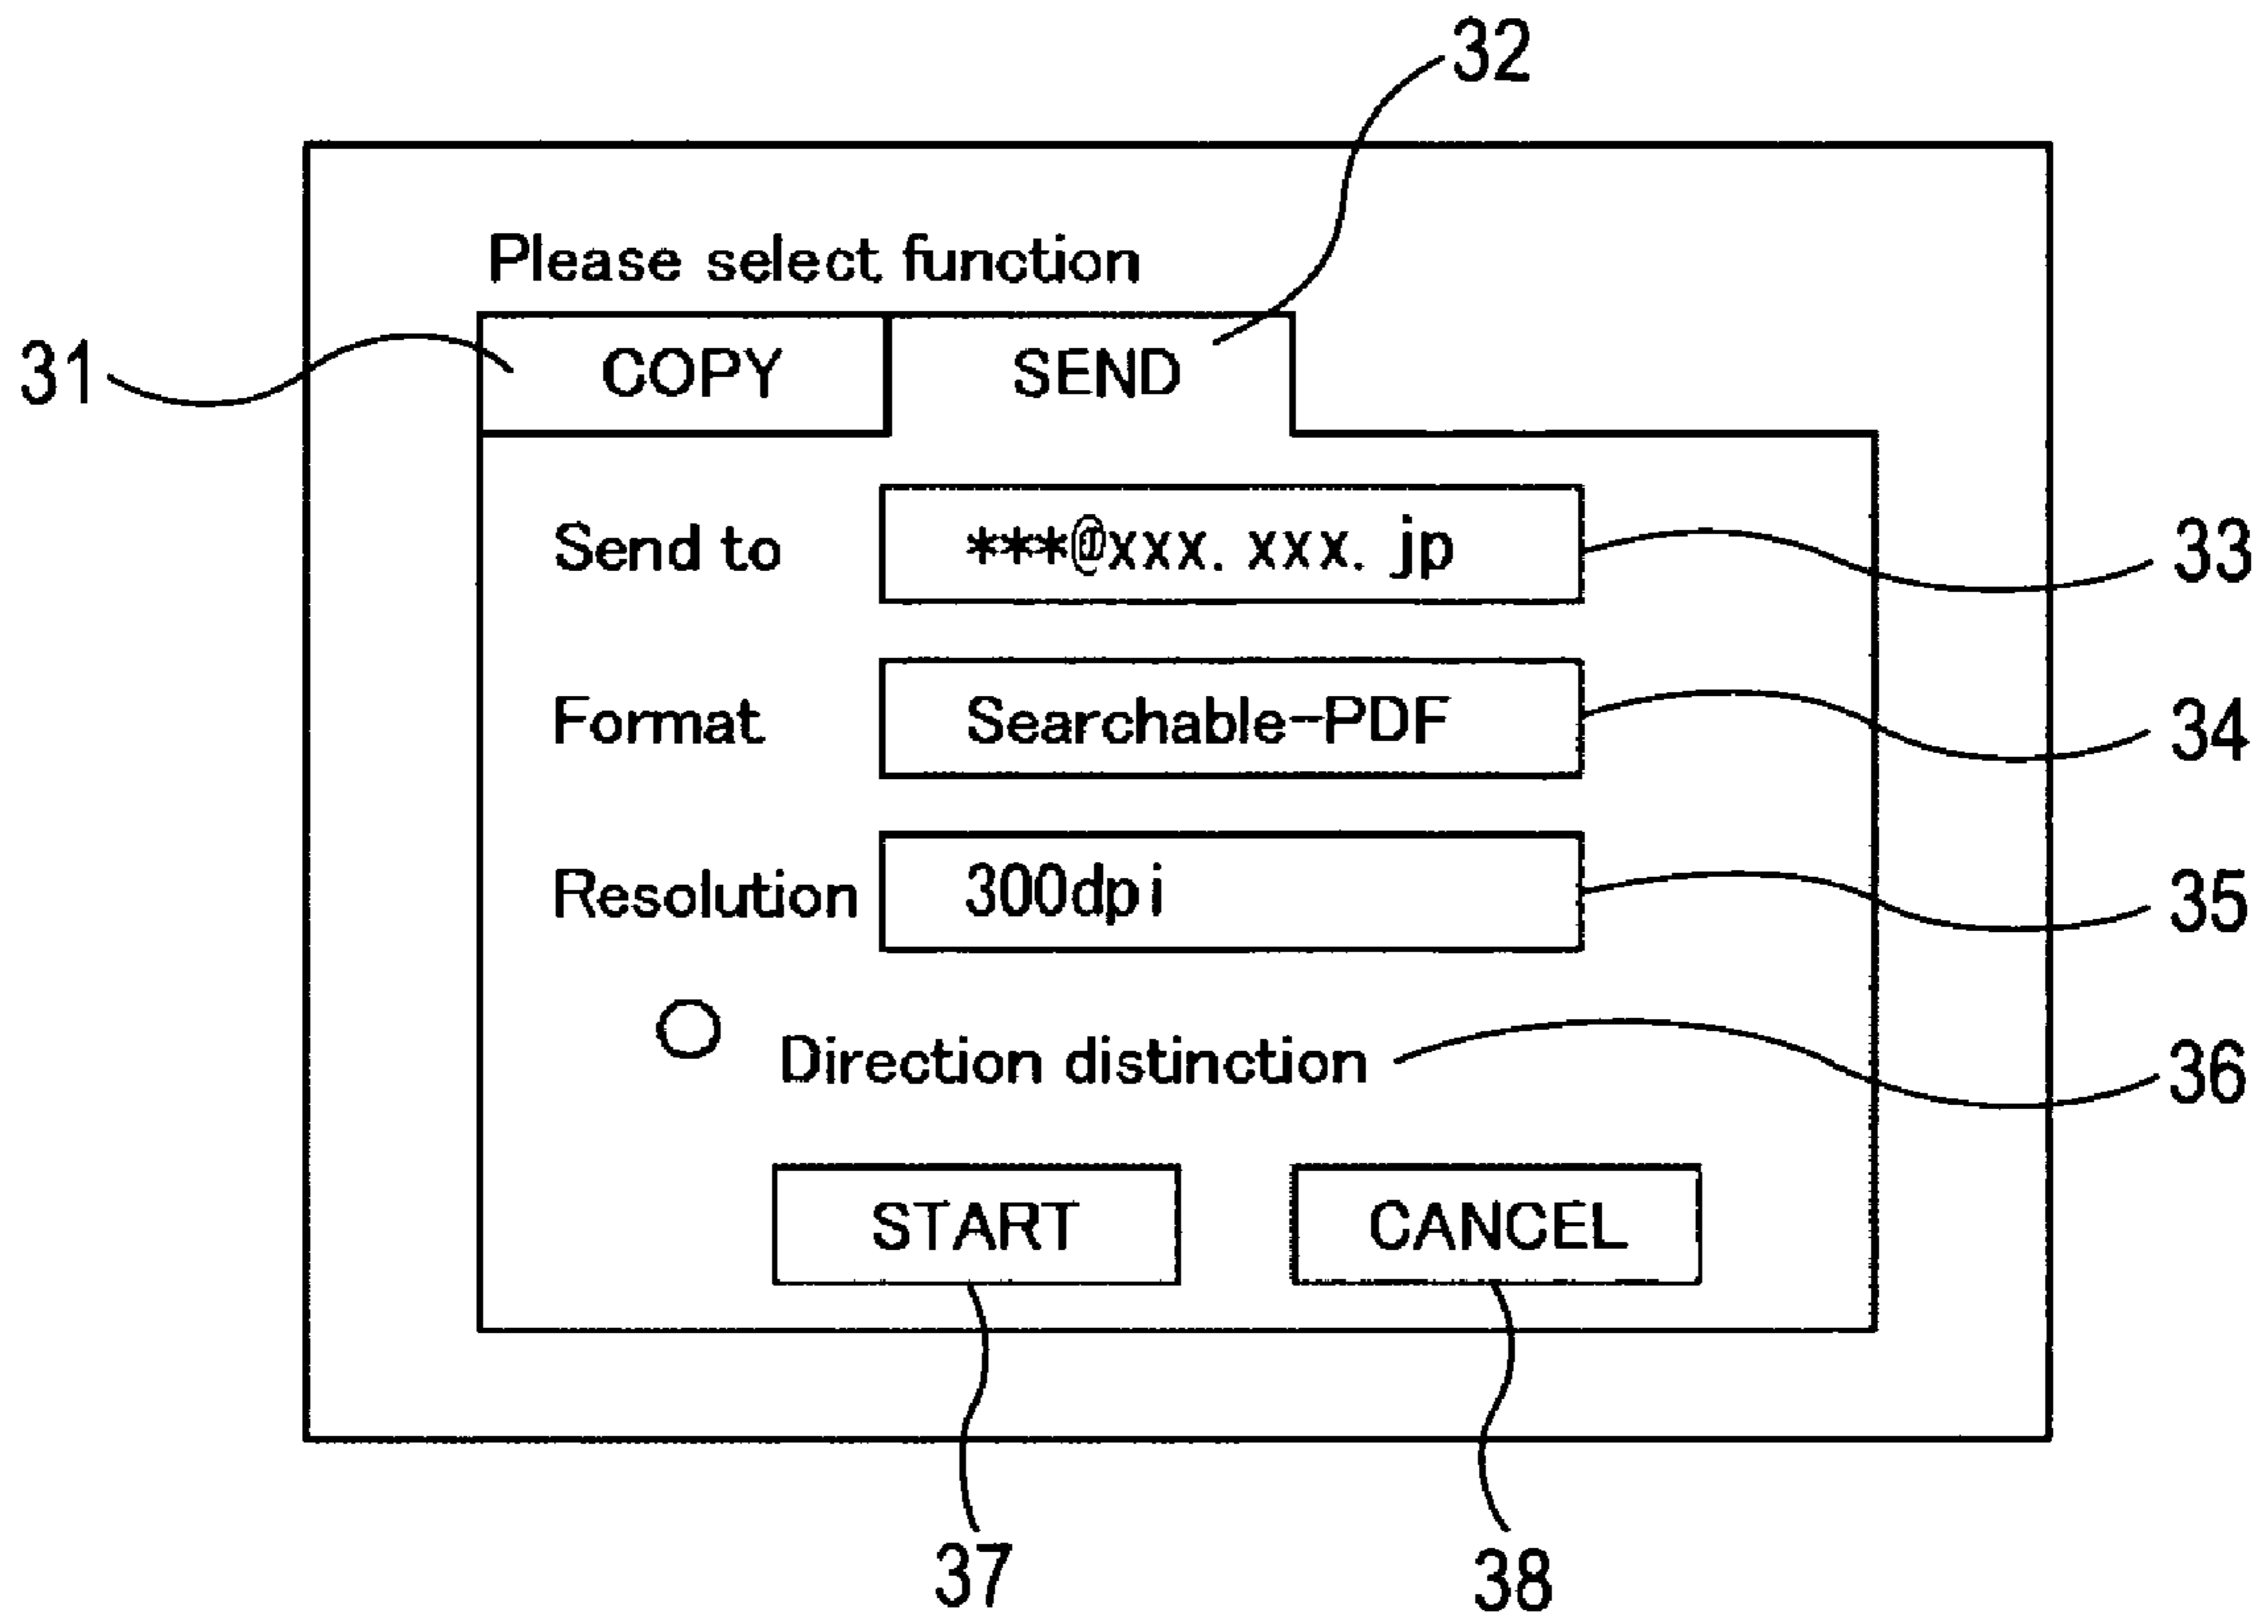 32
Please select function
31 COPY SEND
Send to ***@xxx. xxx. jp 33
Format Searchable-PDF 34
Resolution 300dpi 35
Direction distinction 36
START CANCEL
37 38